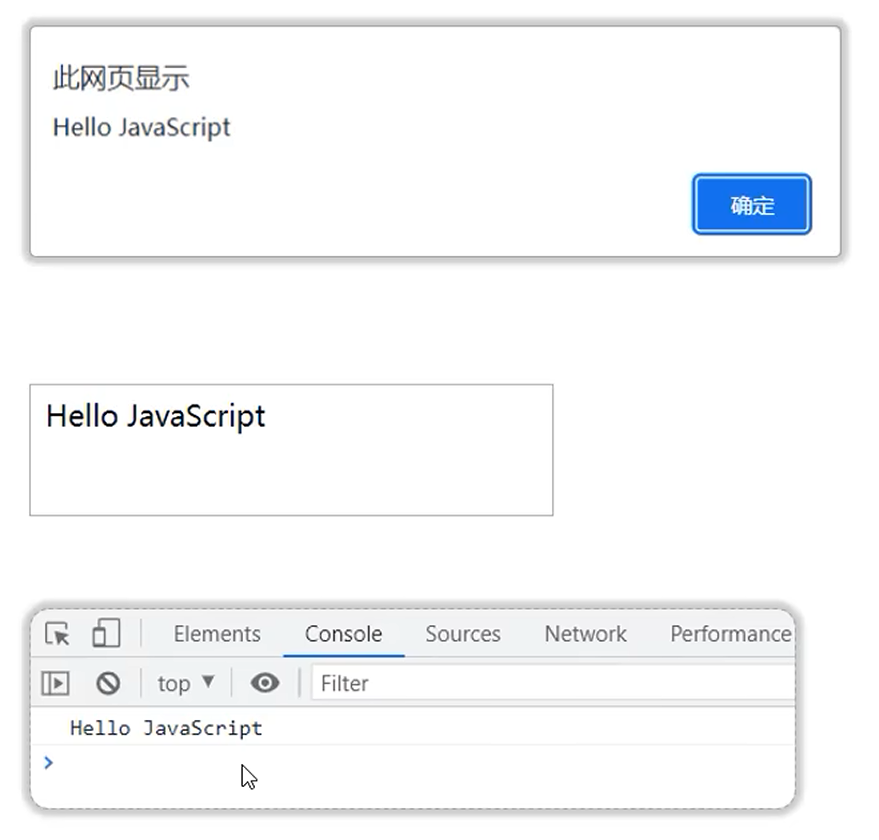 此网页显示
Hello JavaScript
确定
Hello JavaScript
Elements Console Sources Network Performance
top Filter
Hello JavaScript